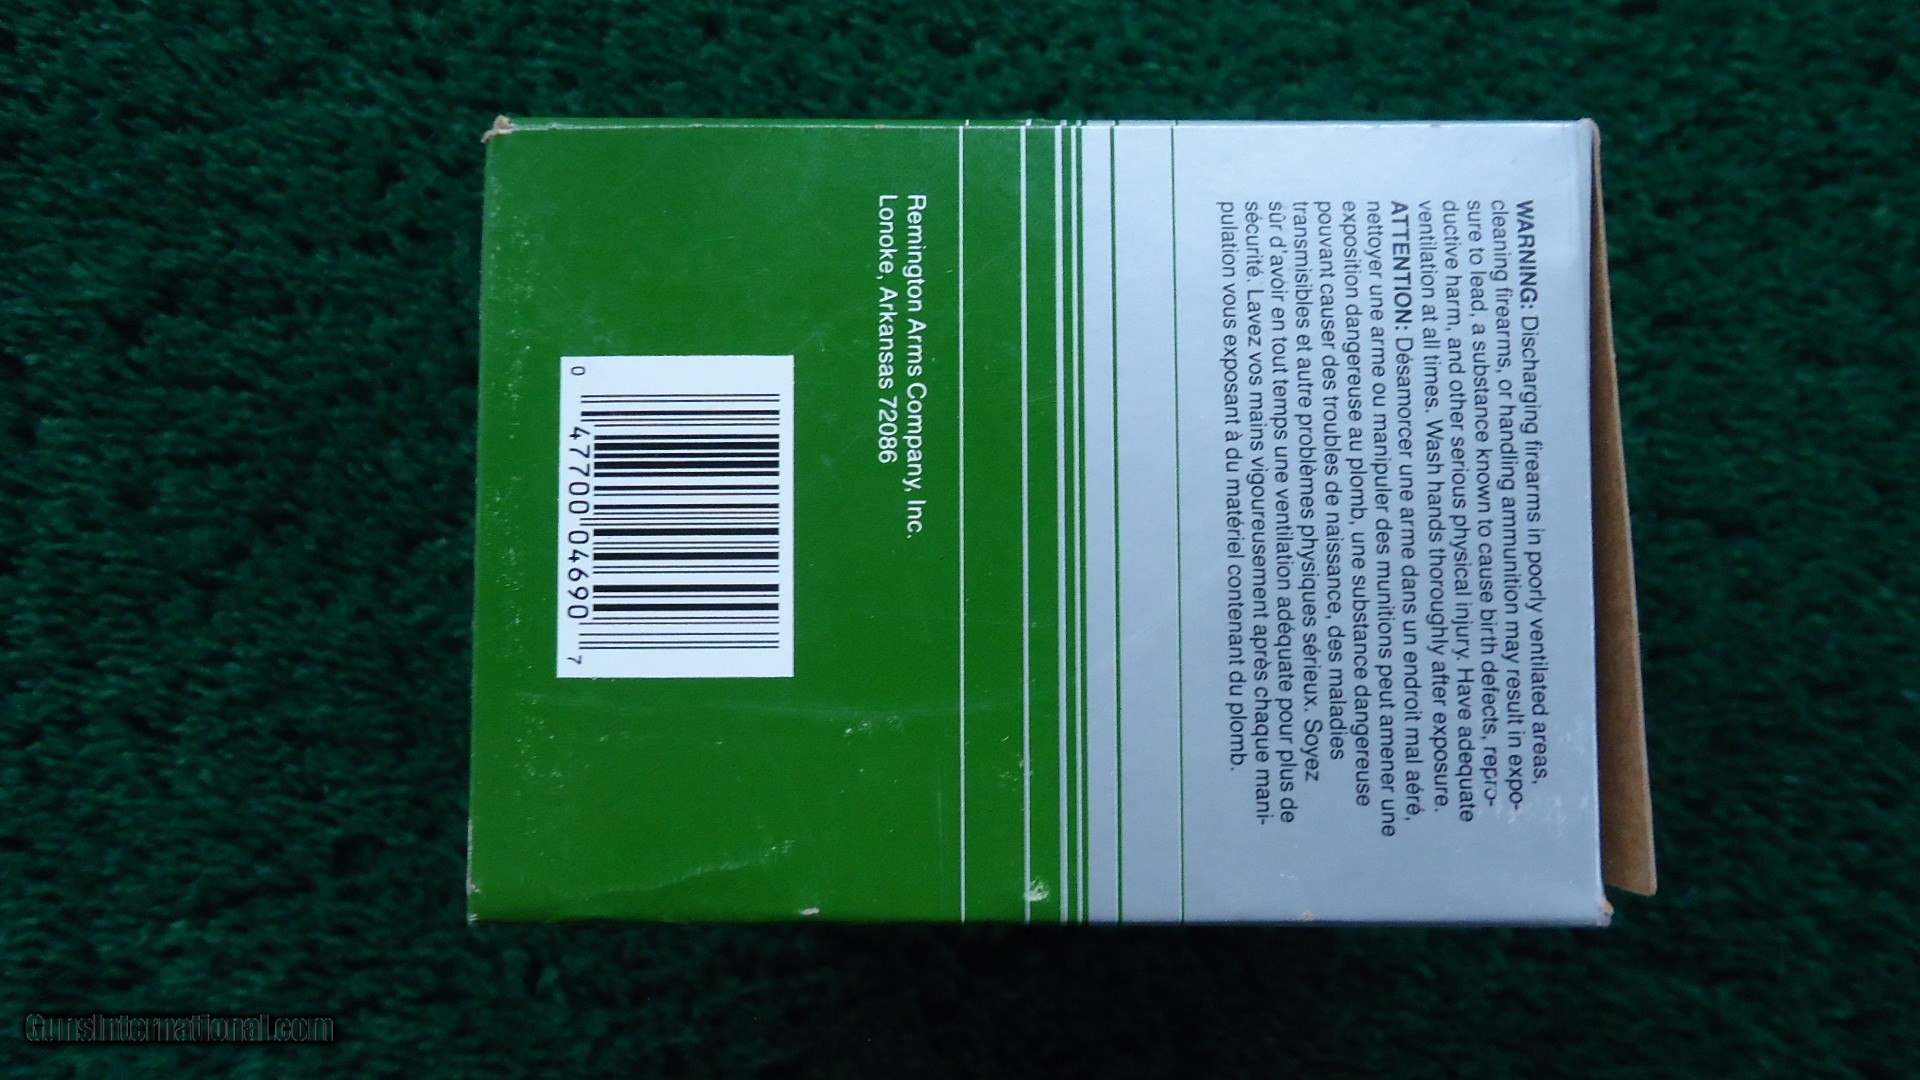 WARNING: Discharging firearms in poorly ventilated areas,
cleaning firearms, or handling ammunition may result in expo-
sure to lead, a substance known to cause birth defects, repro-
ductive harm, and other serious physical injury. Have adequate
ventilation at all times. Wash hands thoroughly after exposure.
ATTENTION: Désamorcer une arme dans un endroit mal aéré,
nettoyer une arme ou manipuler des munitions peut amener une
exposition dangereuse au plomb, une substance dangereuse
pouvant causer des troubles de naissance, des maladies
transmisibles et autre problèmes physiques sérieux. Soyez
sûr d'avoir en tout temps une ventilation adéquate pour plus de
sécurité. Lavez vos mains vigoureusement après chaque mani-
pulation vous exposant à du matériel contenant du plomb.
Remington Arms Company, Inc.
Lonoke, Arkansas 72086
0 47700 04690 7
GunsInternational.com